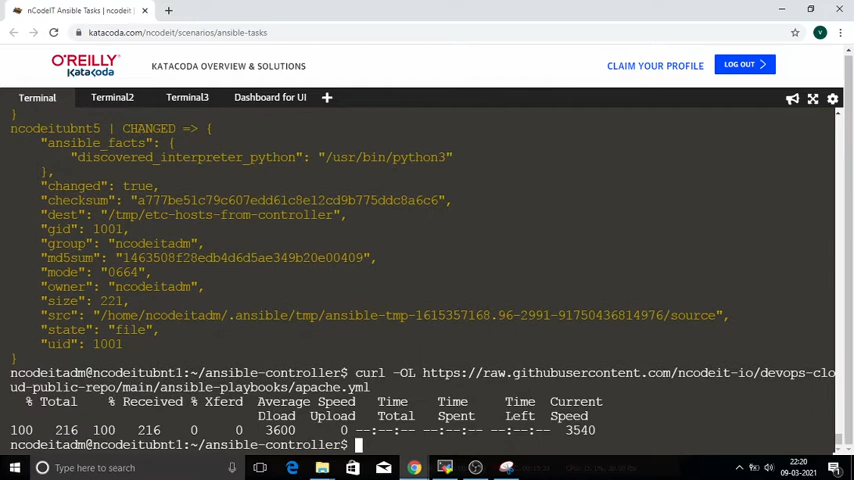 nCodeIT Ansible Tasks | ncodeit
katacoda.com/ncodeit/scenarios/ansible-tasks
O'REILLY
Katacoda
KATACODA OVERVIEW & SOLUTIONS
CLAIM YOUR PROFILE
LOG OUT
Terminal Terminal2 Terminal3 Dashboard for UI +
}
ncodeitubnt5 | CHANGED => {
"ansible_facts": {
"discovered_interpreter_python": "/usr/bin/python3"
},
"changed": true,
"checksum": "a777be51c79c607edd61c8e12cd9b775ddc8a6c6",
"dest": "/tmp/etc-hosts-from-controller",
"gid": 1001,
"group": "ncodeitadm",
"md5sum": "1463508f28edb4d6d5ae349b20e00409",
"mode": "0664",
"owner": "ncodeitadm",
"size": 221,
"src": "/home/ncodeitadm/.ansible/tmp/ansible-tmp-1615357168.96-2991-91750436814976/source",
"state": "file",
"uid": 1001
}
ncodeitadm@ncodeitubnt1:~/ansible-controller$ curl -OL https://raw.githubusercontent.com/ncodeit-io/devops-clo
ud-public-repo/main/ansible-playbooks/apache.yml
% Total % Received % Xferd Average Speed Time Time Time Current
Dload Upload Total Spent Left Speed
100 216 100 216 0 0 3600 0 --:--:-- --:--:-- --:--:-- 3540
ncodeitadm@ncodeitubnt1:~/ansible-controller$
Type here to search
22:20
09-03-2021